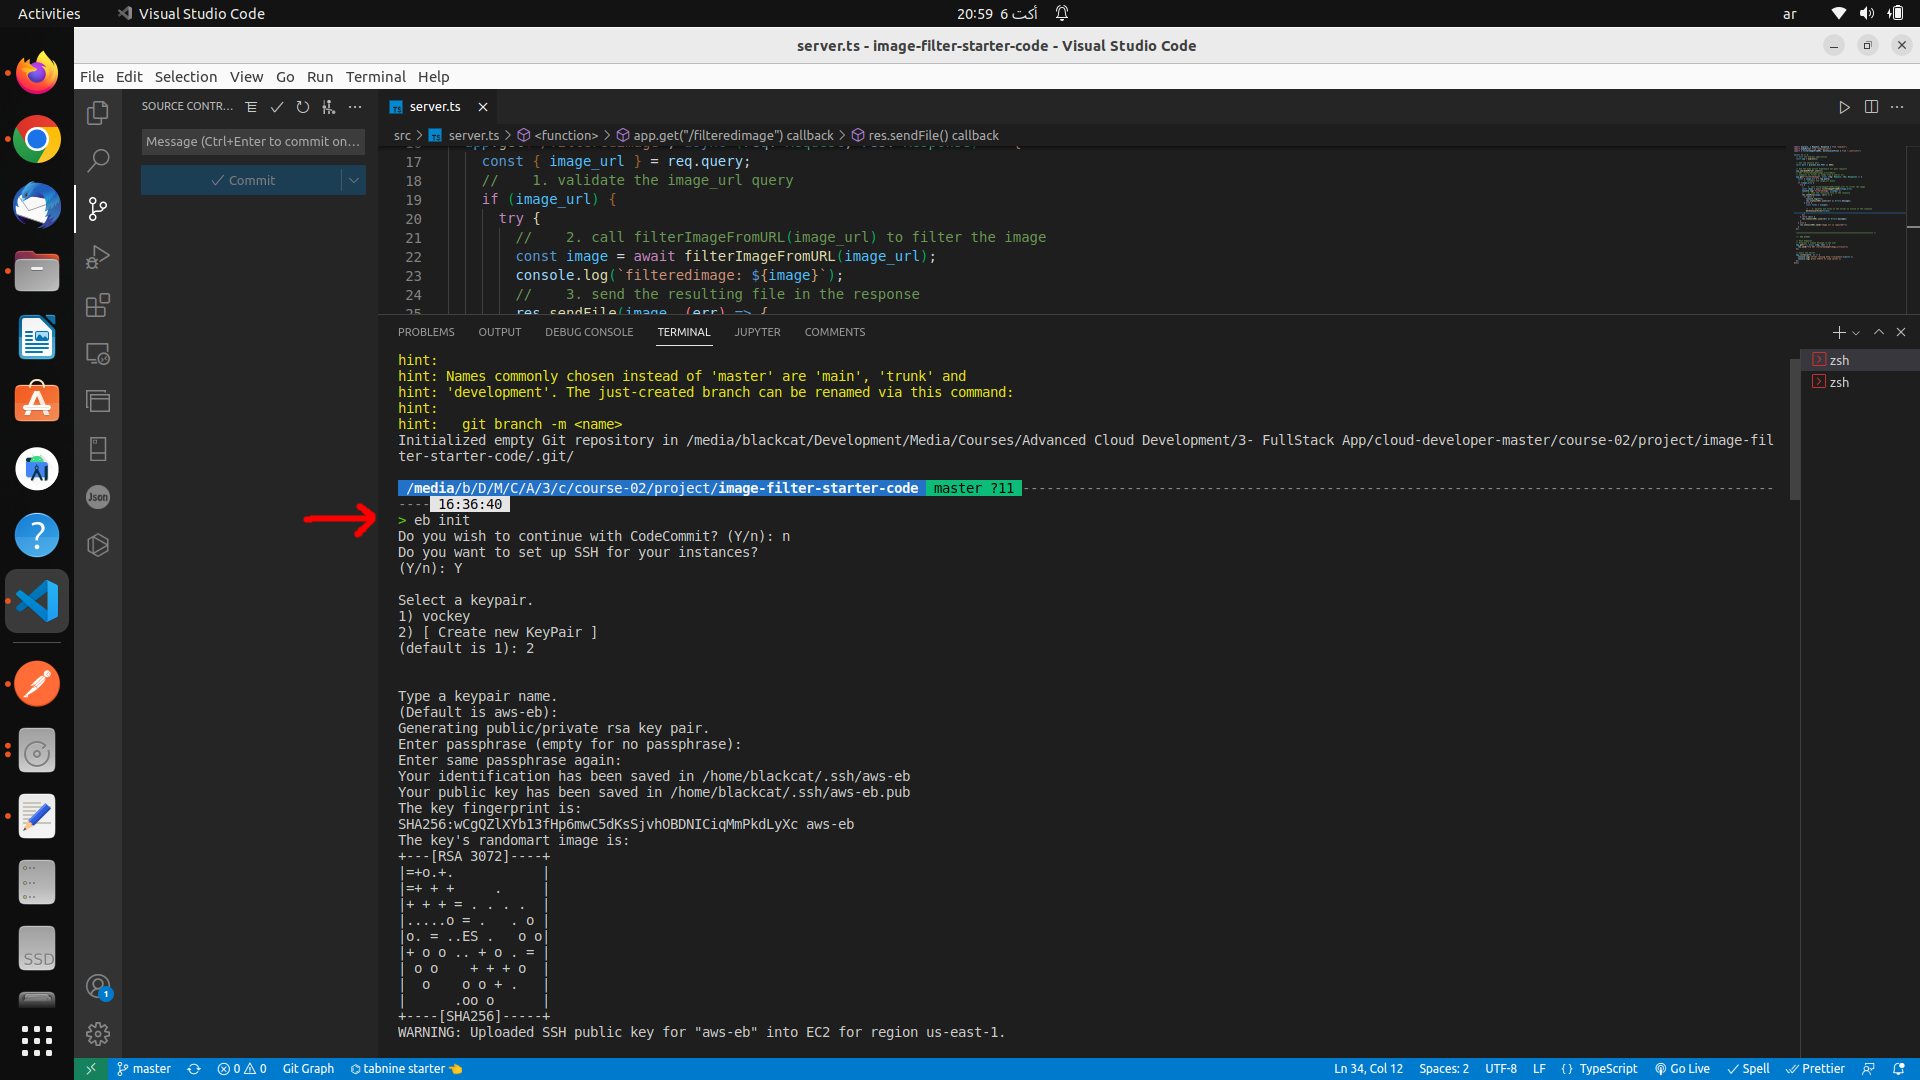 Activities
Visual Studio Code
20:59 6 أكت
ar
server.ts - image-filter-starter-code - Visual Studio Code
File Edit Selection View Go Run Terminal Help
SOURCE CONTR...
server.ts
Message (Ctrl+Enter to commit on...
Commit
src > server.ts > <function> > app.get("/filteredimage") callback > res.sendFile() callback
17 const { image_url } = req.query;
18 // 1. validate the image_url query
19 if (image_url) {
20 try {
21 // 2. call filterImageFromURL(image_url) to filter the image
22 const image = await filterImageFromURL(image_url);
23 console.log(`filteredimage: ${image}`);
24 // 3. send the resulting file in the response
25 res.sendFile(image, (err) => {
PROBLEMS OUTPUT DEBUG CONSOLE TERMINAL JUPYTER COMMENTS
zsh
zsh
hint:
hint: Names commonly chosen instead of 'master' are 'main', 'trunk' and
hint: 'development'. The just-created branch can be renamed via this command:
hint:
hint:   git branch -m <name>
Initialized empty Git repository in /media/blackcat/Development/Media/Courses/Advanced Cloud Development/3- FullStack App/cloud-developer-master/course-02/project/image-fil
ter-starter-code/.git/
/media/b/D/M/C/A/3/c/course-02/project/image-filter-starter-code master ?11
16:36:40
> eb init
Do you wish to continue with CodeCommit? (Y/n): n
Do you want to set up SSH for your instances?
(Y/n): Y
Select a keypair.
1) vockey
2) [ Create new KeyPair ]
(default is 1): 2
Type a keypair name.
(Default is aws-eb):
Generating public/private rsa key pair.
Enter passphrase (empty for no passphrase):
Enter same passphrase again:
Your identification has been saved in /home/blackcat/.ssh/aws-eb
Your public key has been saved in /home/blackcat/.ssh/aws-eb.pub
The key fingerprint is:
SHA256:wCgQZlXYb13fHp6mwC5dKsSjvhOBDNICiqMmPkdLyXc aws-eb
The key's randomart image is:
+---[RSA 3072]----+
|=+o.+.           |
|=+ + +     .     |
|+ + + = . . . .  |
|.....o = .   . o |
|o. = ..ES .   o o|
|+ o o .. + o . = |
| o o    + + + o  |
|  o    o o + .   |
|      .oo o      |
+----[SHA256]-----+
WARNING: Uploaded SSH public key for "aws-eb" into EC2 for region us-east-1.
Json
SSD
1
master 0 0 Git Graph tabnine starter
Ln 34, Col 12 Spaces: 2 UTF-8 LF { } TypeScript Go Live Spell Prettier